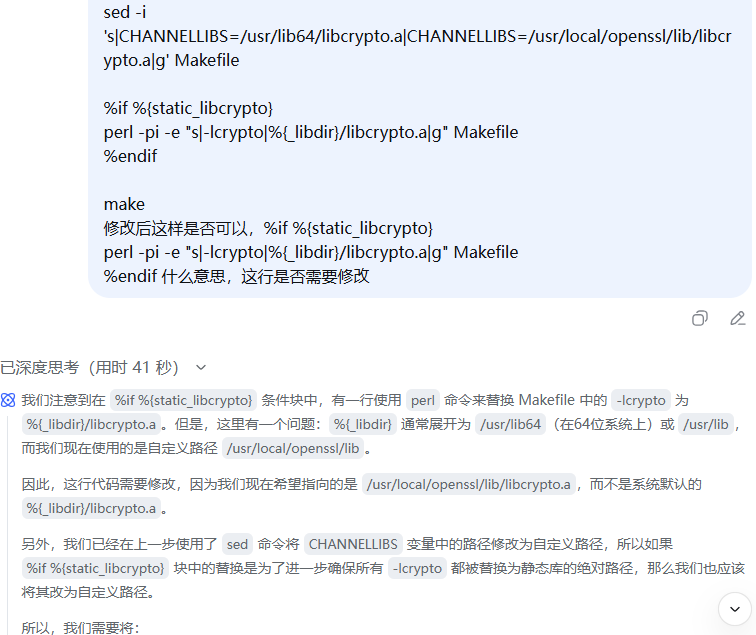 sed -i
's|CHANNELLIBS=/usr/lib64/libcrypto.a|CHANNELLIBS=/usr/local/openssl/lib/libcr
ypto.a|g' Makefile
%if %{static_libcrypto}
perl -pi -e "s|-lcrypto|%{_libdir}/libcrypto.a|g" Makefile
%endif
make
修改后这样是否可以，%if %{static_libcrypto}
perl -pi -e "s|-lcrypto|%{_libdir}/libcrypto.a|g" Makefile
%endif 什么意思，这行是否需要修改
已深度思考（用时 41 秒）
我们注意到在 %if %{static_libcrypto} 条件块中，有一行使用 perl 命令来替换 Makefile 中的 -lcrypto 为
%{_libdir}/libcrypto.a 。但是，这里有一个问题： %{_libdir} 通常展开为 /usr/lib64（在64位系统上）或 /usr/lib，
而我们现在使用的是自定义路径 /usr/local/openssl/lib 。
因此，这行代码需要修改，因为我们现在希望指向的是 /usr/local/openssl/lib/libcrypto.a ，而不是系统默认的
%{_libdir}/libcrypto.a 。
另外，我们已经在上一步使用了 sed 命令将 CHANNELLIBS 变量中的路径修改为自定义路径，所以如果
%if %{static_libcrypto} 块中的替换是为了进一步确保所有 -lcrypto 都被替换为静态库的绝对路径，那么我们也应该
将其改为自定义路径。
所以，我们需要将：